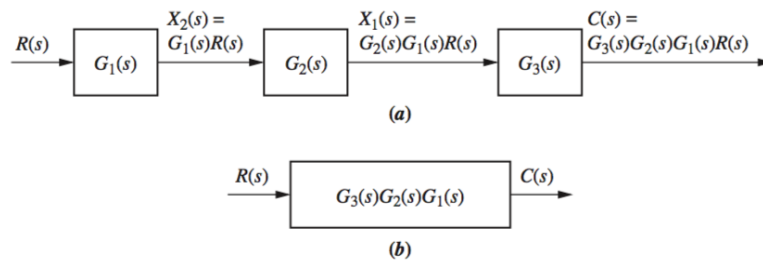 R(s)
G₁(s)
X₂(s) =
G₁(s)R(s)
G₂(s)
X₁(s) =
G₂(s)G₁(s)R(s)
G₃(s)
C(s) =
G₃(s)G₂(s)G₁(s)R(s)
(a)
R(s)
G₃(s)G₂(s)G₁(s)
C(s)
(b)